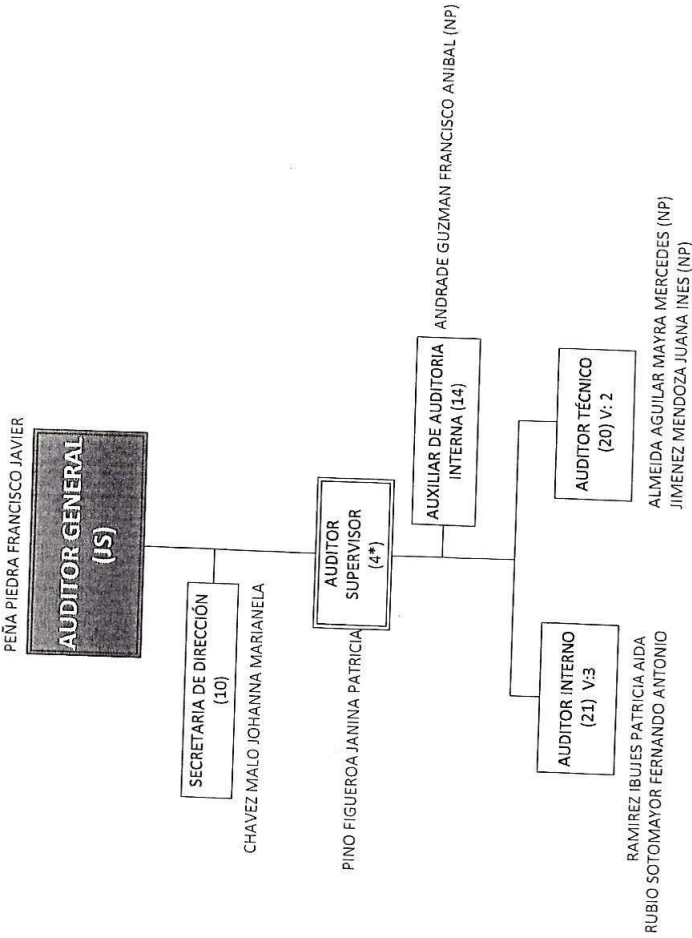 PEÑA PIEDRA FRANCISCO JAVIER
AUDITOR GENERAL
(JS)
SECRETARIA DE DIRECCIÓN
(10)
CHAVEZ MALO JOHANNA MARIANELA
AUDITOR
SUPERVISOR
(4*)
PINO FIGUEROA JANINA PATRICIA
AUXILIAR DE AUDITORIA
INTERNA (14)
ANDRADE GUZMAN FRANCISCO ANIBAL (NP)
AUDITOR INTERNO
(21) V:3
RAMIREZ IBUJES PATRICIA AIDA
RUBIO SOTOMAYOR FERNANDO ANTONIO
AUDITOR TÉCNICO
(20) V: 2
ALMEIDA AGUILAR MAYRA MERCEDES (NP)
JIMENEZ MENDOZA JUANA INES (NP)